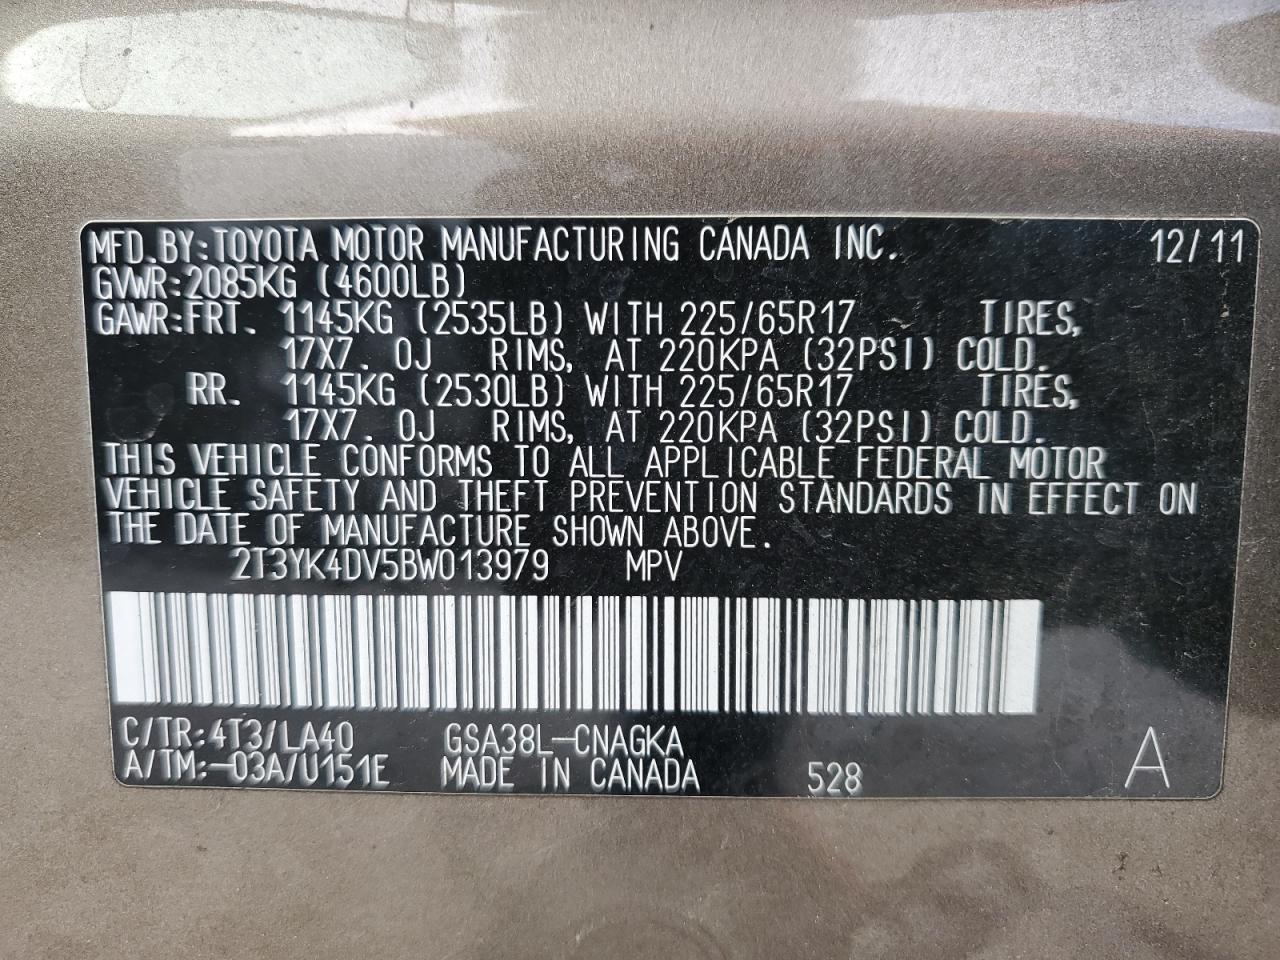 MFD.BY:TOYOTA MOTOR MANUFACTURING CANADA INC. 12/11
GVWR:2085KG (4600LB)
GAWR:FRT. 1145KG (2535LB) WITH 225/65R17 TIRES,
17X7.0J RIMS, AT 220KPA (32PSI) COLD.
RR. 1145KG (2530LB) WITH 225/65R17 TIRES,
17X7.0J RIMS, AT 220KPA (32PSI) COLD.
THIS VEHICLE CONFORMS TO ALL APPLICABLE FEDERAL MOTOR
VEHICLE SAFETY AND THEFT PREVENTION STANDARDS IN EFFECT ON
THE DATE OF MANUFACTURE SHOWN ABOVE.
2T3YK4DV5BW013979 MPV
C/TR:4T3/LA40 GSA38L-CNAGKA
A/TM:-03A/U151E MADE IN CANADA 528 A